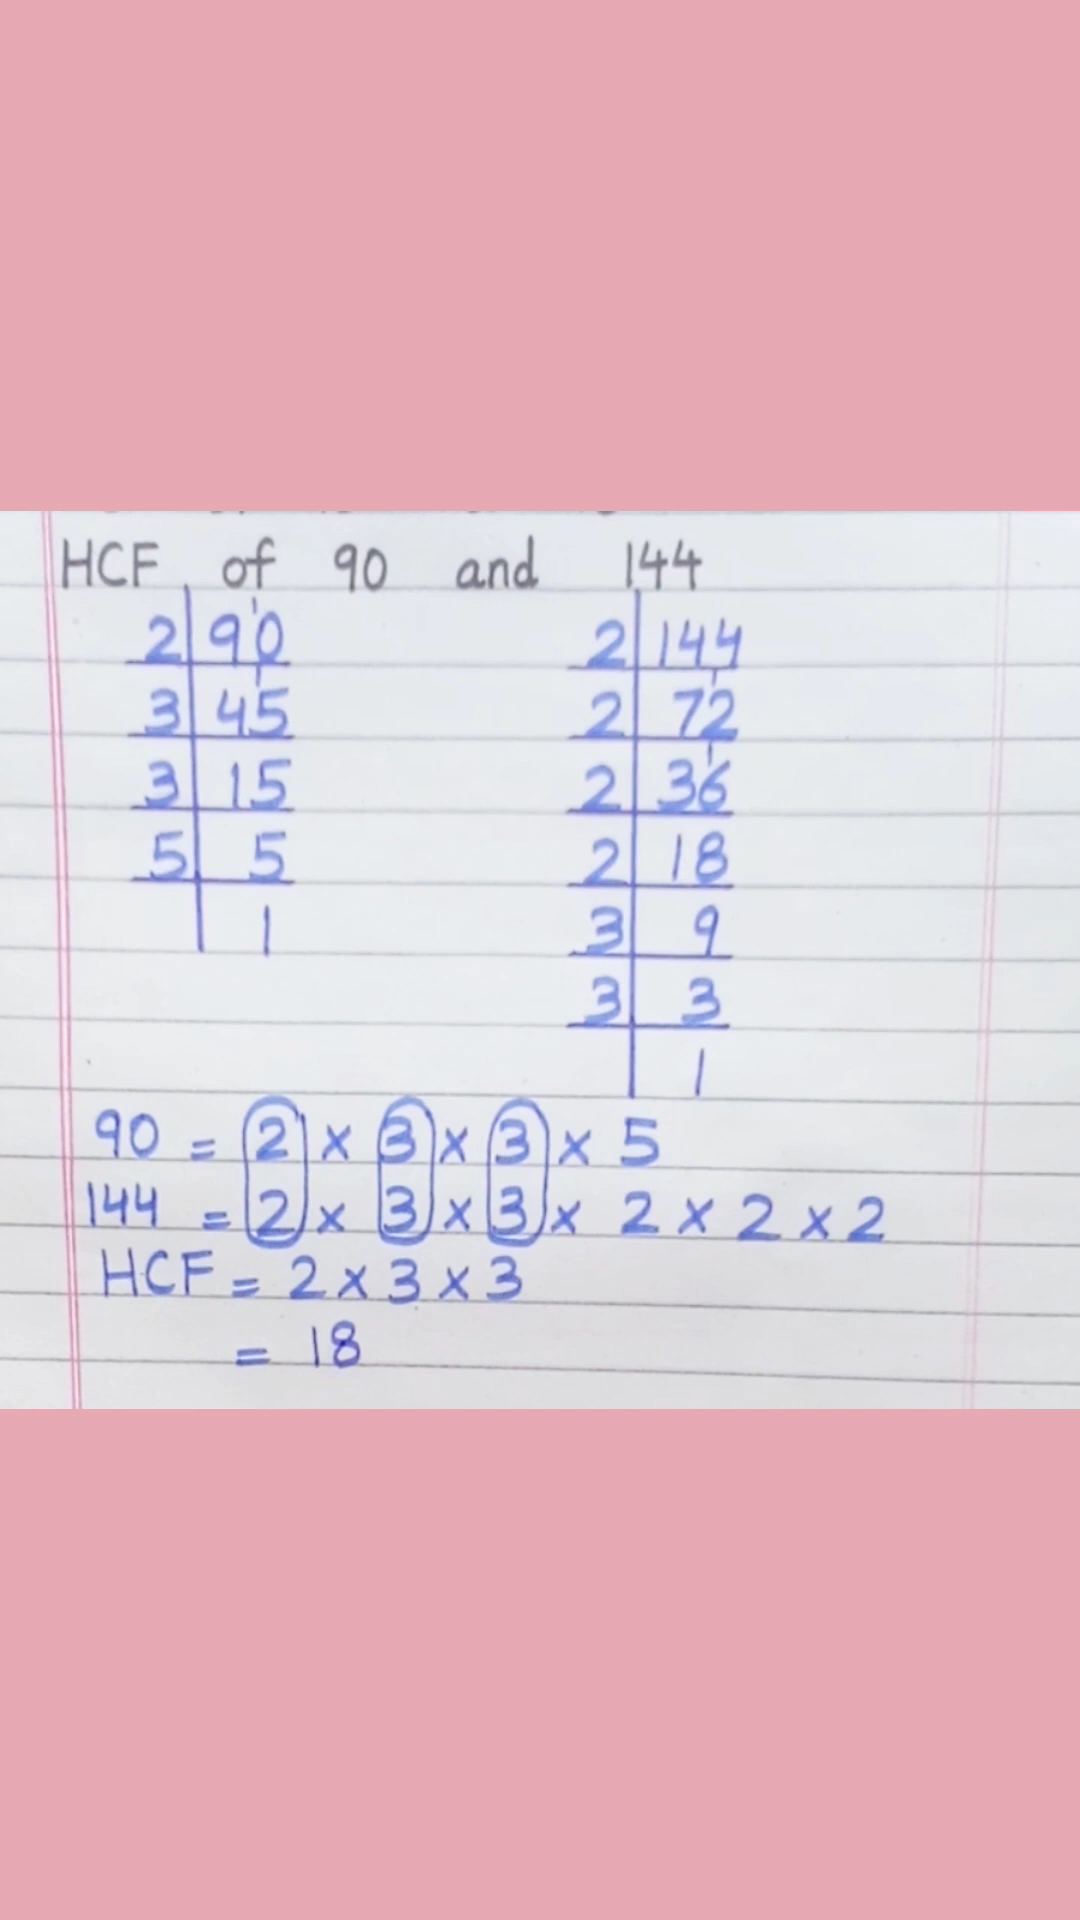 HCF of 90 and 144
2 90 2 144
3 45 2 72
3 15 2 36
5 5 2 18
1 3 9
3 3
1
90 = 2 × 3 × 3 × 5
144 = 2 × 3 × 3 × 2 × 2 × 2
HCF = 2 × 3 × 3
= 18